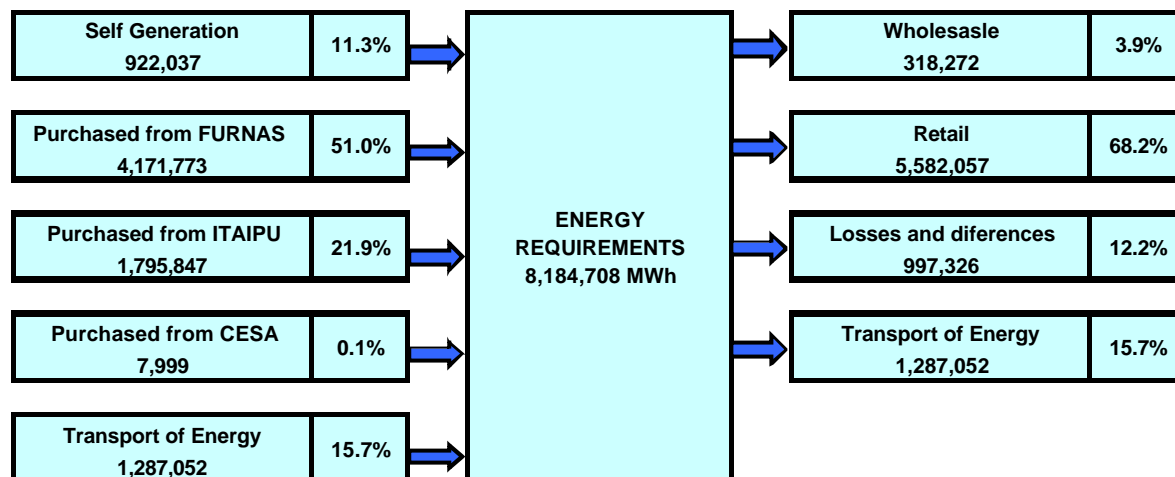 Self Generation
922,037
11.3%
Purchased from FURNAS
4,171,773
51.0%
Purchased from ITAIPU
1,795,847
21.9%
Purchased from CESA
7,999
0.1%
Transport of Energy
1,287,052
15.7%
ENERGY
REQUIREMENTS
8,184,708 MWh
Wholesasle
318,272
3.9%
Retail
5,582,057
68.2%
Losses and diferences
997,326
12.2%
Transport of Energy
1,287,052
15.7%